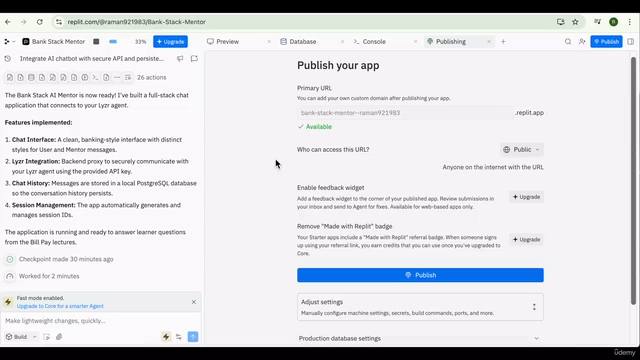 replit.com/@raman921983/Bank-Stack-Mentor
Bank Stack Mentor
33%
Upgrade
Preview
Database
Console
Publishing
Publish
Integrate AI chatbot with secure API and persiste...
26 actions
The Bank Stack AI Mentor is now ready! I've built a full-stack chat
application that connects to your Lyzr agent.
Features implemented:
1. Chat Interface: A clean, banking-style interface with distinct
styles for User and Mentor messages.
2. Lyzr Integration: Backend proxy to securely communicate with
your Lyzr agent using the provided API key.
3. Chat History: Messages are stored in a local PostgreSQL database
so the conversation history persists.
4. Session Management: The app automatically generates and
manages session IDs.
The application is running and ready to answer learner questions
from the Bill Pay lectures.
Checkpoint made 30 minutes ago
Worked for 2 minutes
Fast mode enabled.
Upgrade to Core for a smarter Agent
Make lightweight changes, quickly...
Build
Publish your app
Primary URL
You can add your own custom domain after publishing your app.
bank-stack-mentor--raman921983
.replit.app
Available
Who can access this URL?
Public
Anyone on the internet with the URL
Enable feedback widget
Add a feedback widget to the corner of your published app. Review submissions in
your inbox and send to Agent for fixes. Available for web-based apps only.
Upgrade
Remove "Made with Replit" badge
Your Starter apps include a "Made with Replit" referral badge. When someone signs
up using your referral link, you earn credits that you can use once you've upgraded to
Core.
Upgrade
Publish
Adjust settings
Manually configure machine settings, secrets, build commands, ports, and more.
Production database settings
ûdemy